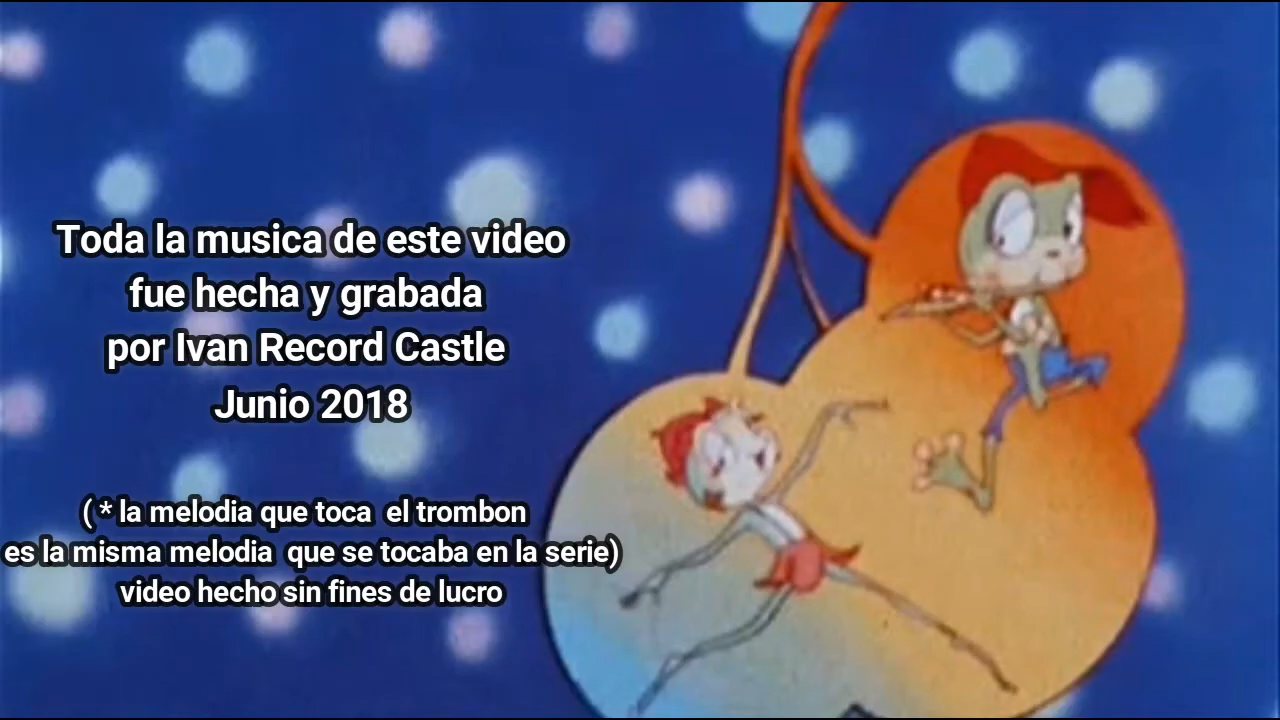 Toda la musica de este video
fue hecha y grabada
por Ivan Record Castle
Junio 2018
( * la melodia que toca el trombon
es la misma melodia que se tocaba en la serie)
video hecho sin fines de lucro